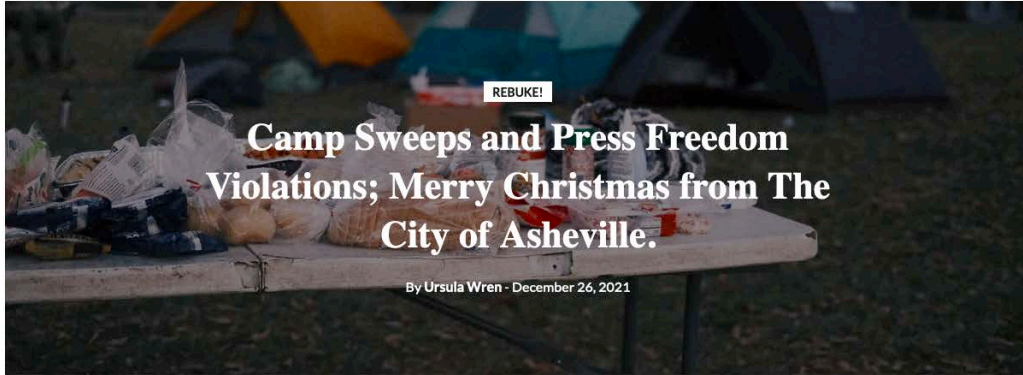 REBUKE!
Camp Sweeps and Press Freedom
Violations; Merry Christmas from The
City of Asheville.
By Ursula Wren - December 26, 2021